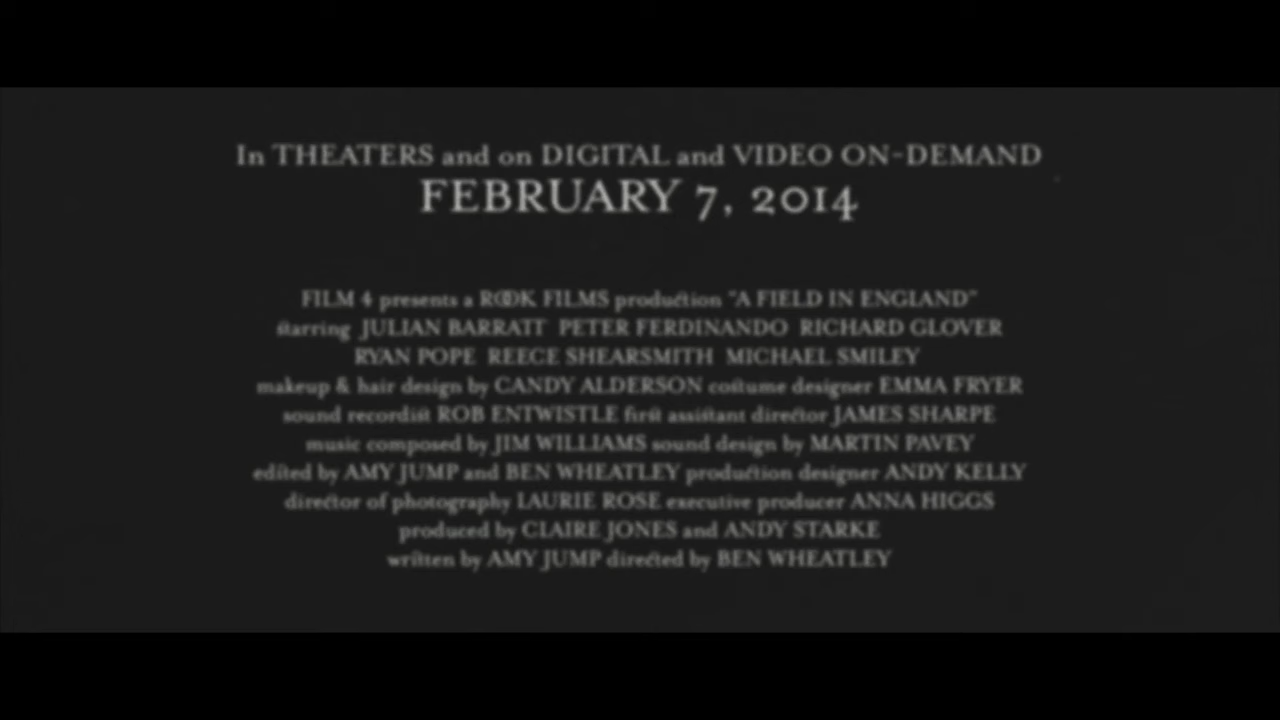 In THEATERS and on DIGITAL and VIDEO ON-DEMAND
FEBRUARY 7, 2014
FILM 4 presents a ROOK FILMS production "A FIELD IN ENGLAND"
starring JULIAN BARRATT PETER FERDINANDO RICHARD GLOVER
RYAN POPE REECE SHEARSMITH MICHAEL SMILEY
makeup & hair design by CANDY ALDERSON costume designer EMMA FRYER
sound recordist ROB ENTWISTLE first assistant director JAMES SHARPE
music composed by JIM WILLIAMS sound design by MARTIN PAVEY
edited by AMY JUMP and BEN WHEATLEY production designer ANDY KELLY
director of photography LAURIE ROSE executive producer ANNA HIGGS
produced by CLAIRE JONES and ANDY STARKE
written by AMY JUMP directed by BEN WHEATLEY